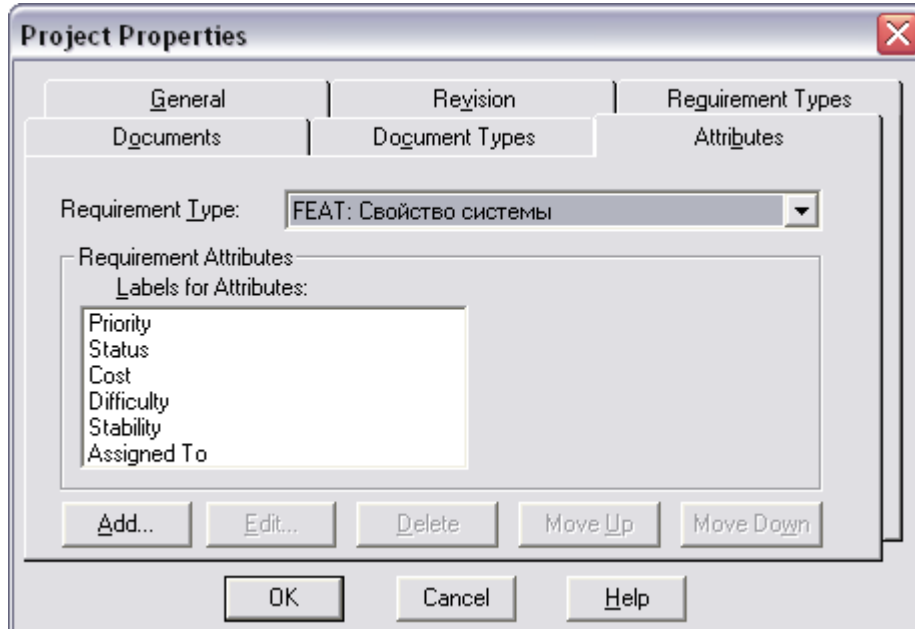 Project Properties
General Revision Reguirement Types
Documents Document Types Attributes
Requirement Type: FEAT: Свойство системы
Requirement Attributes
Labels for Attributes:
Priority
Status
Cost
Difficulty
Stability
Assigned To
Add... Edit... Delete Move Up Move Down
OK Cancel Help